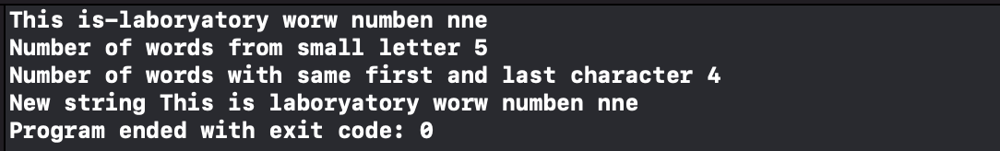 This is-laboryatory worw numben nne
Number of words from small letter 5
Number of words with same first and last character 4
New string This is laboryatory worw numben nne
Program ended with exit code: 0